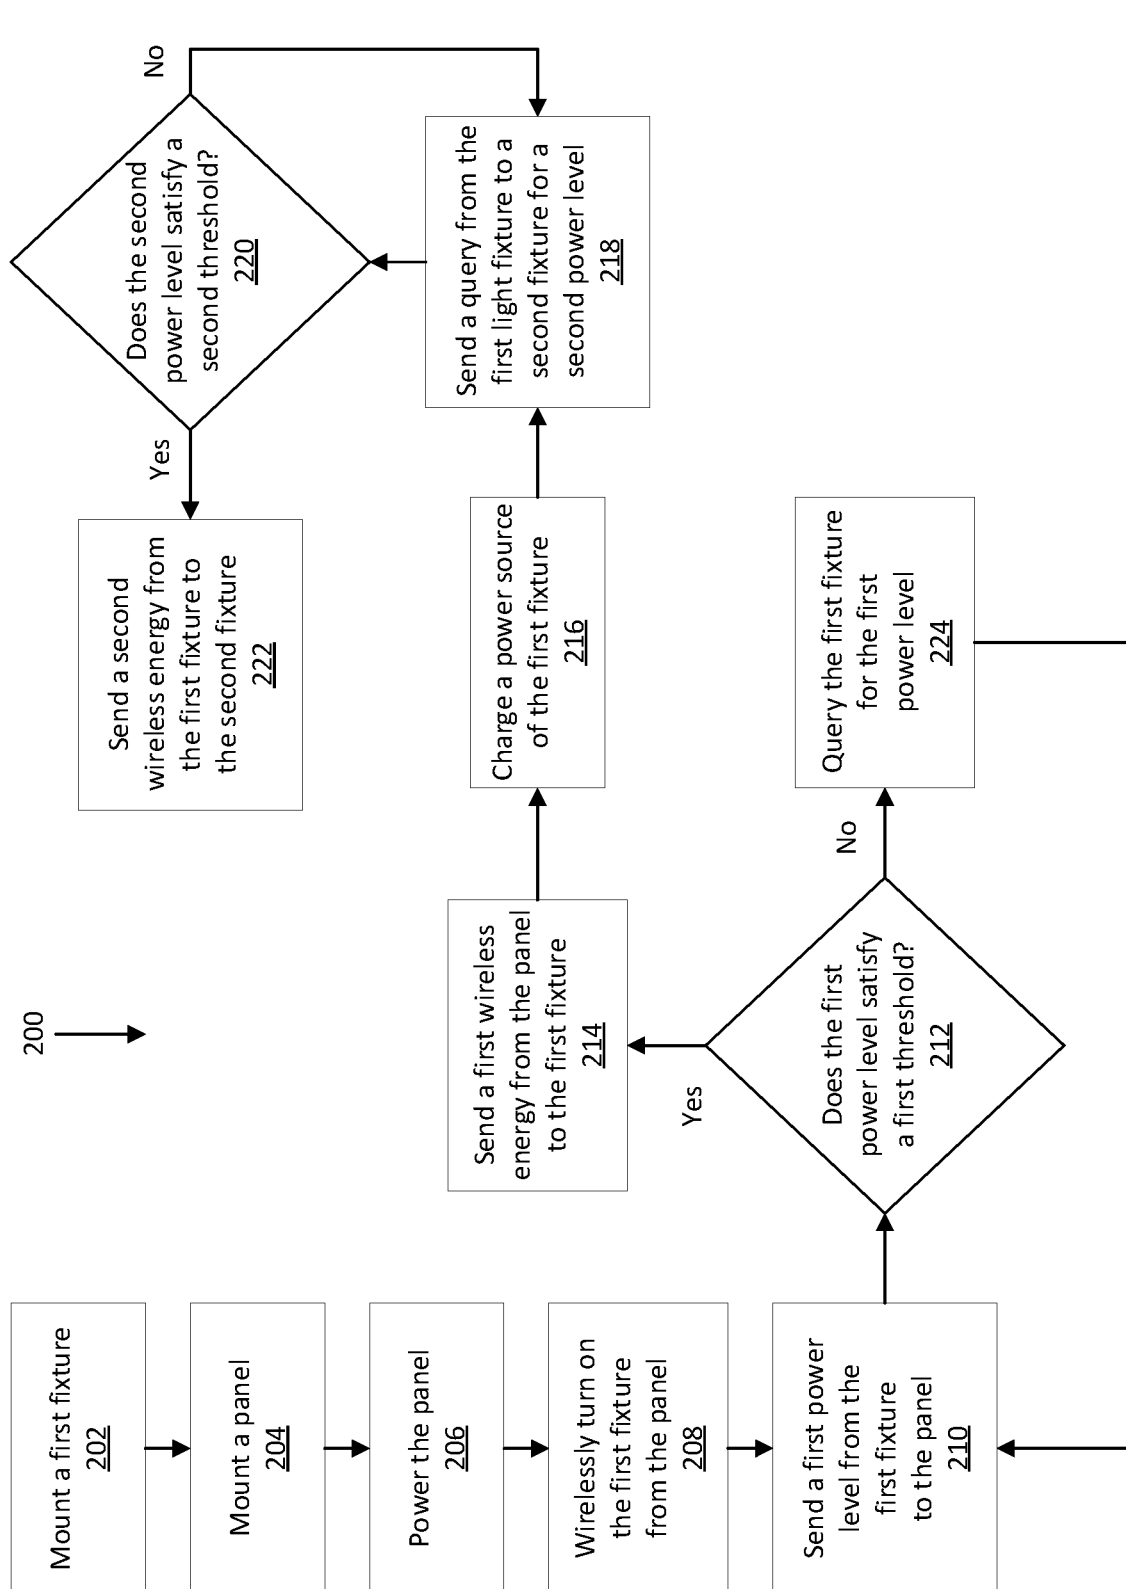 200
Mount a first fixture
202
Mount a panel
204
Power the panel
206
Wirelessly turn on
the first fixture
from the panel
208
Send a first power
level from the
first fixture
to the panel
210
Does the first
power level satisfy
a first threshold?
212
Yes
No
Send a first wireless
energy from the panel
to the first fixture
214
Charge a power source
of the first fixture
216
Send a query from the
first light fixture to a
second fixture for a
second power level
218
Does the second
power level satisfy a
second threshold?
220
No
Yes
Send a second
wireless energy from
the first fixture to
the second fixture
222
Query the first fixture
for the first
power level
224